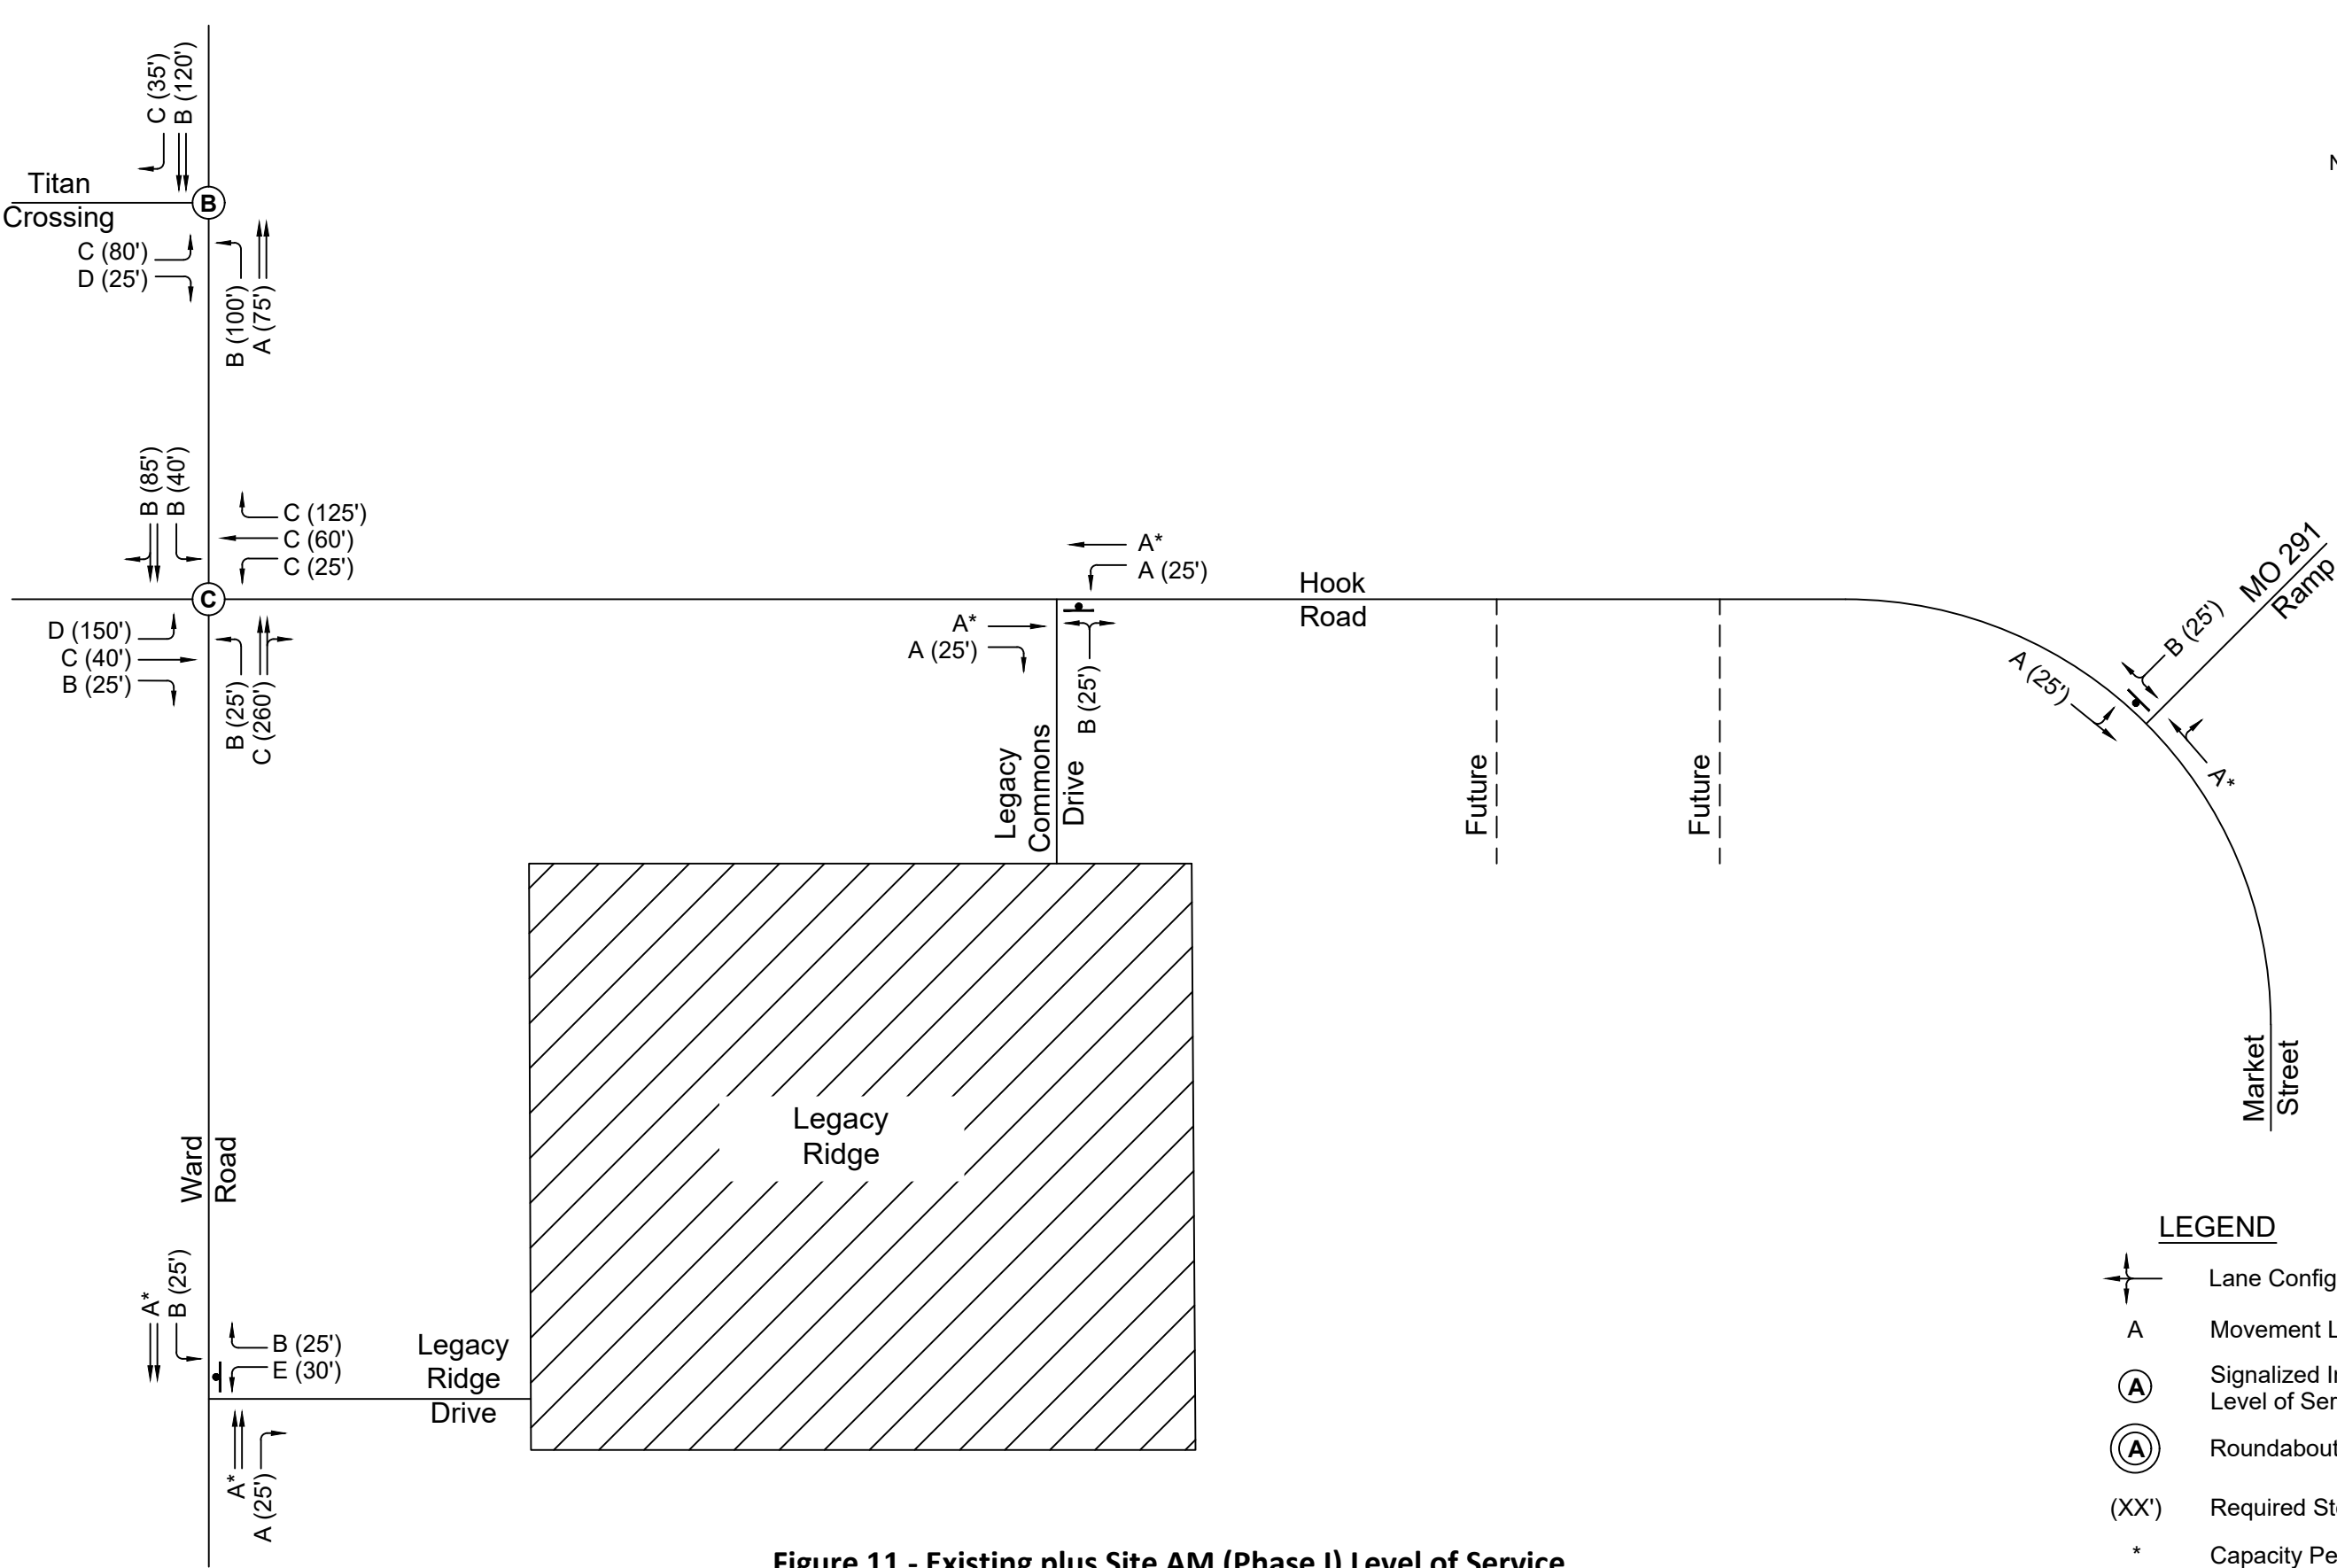 C (35')
B (120')
N
Titan
Crossing
C (80')
D (25')
B
B (100')
A (75')
B (85')
B (40')
C (125')
C (60')
C (25')
C
D (150')
C (40')
B (25')
B (25')
C (260')
A*
A (25')
A*
A (25')
B (25')
Hook
Road
Legacy
Commons
Drive
Future
Future
MO 291
Ramp
B (25')
A (25')
A*
Market
Street
Legacy
Ridge
Ward
Road
A*
B (25')
B (25')
E (30')
Legacy
Ridge
Drive
A*
A (25')
LEGEND
Lane Config
A Movement L
A Signalized
Level of Ser
A Roundabout
(XX') Required St
* Capacity Pe
Figure 11 - Existing plus Site AM (Phase I) Level of Service